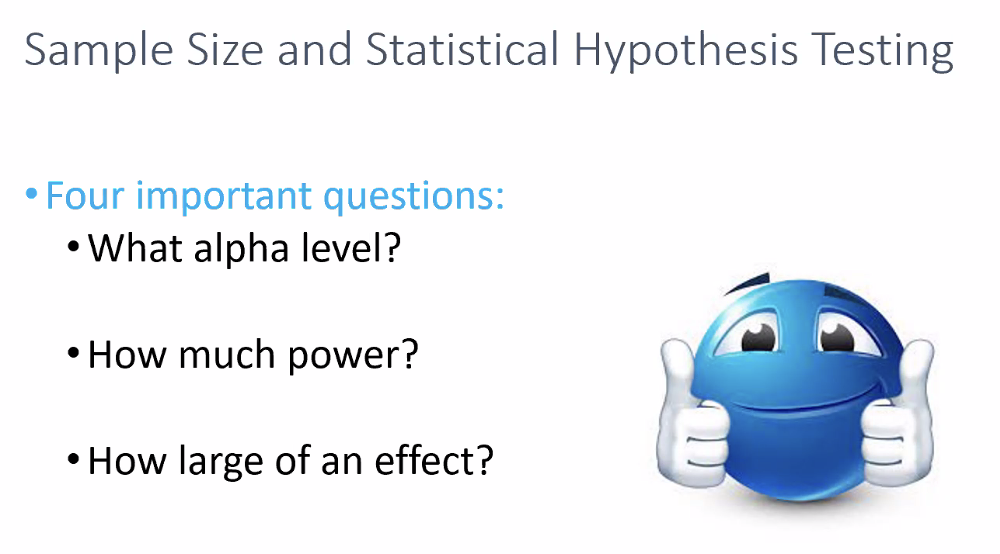 Sample Size and Statistical Hypothesis Testing
• Four important questions:
• What alpha level?
• How much power?
• How large of an effect?